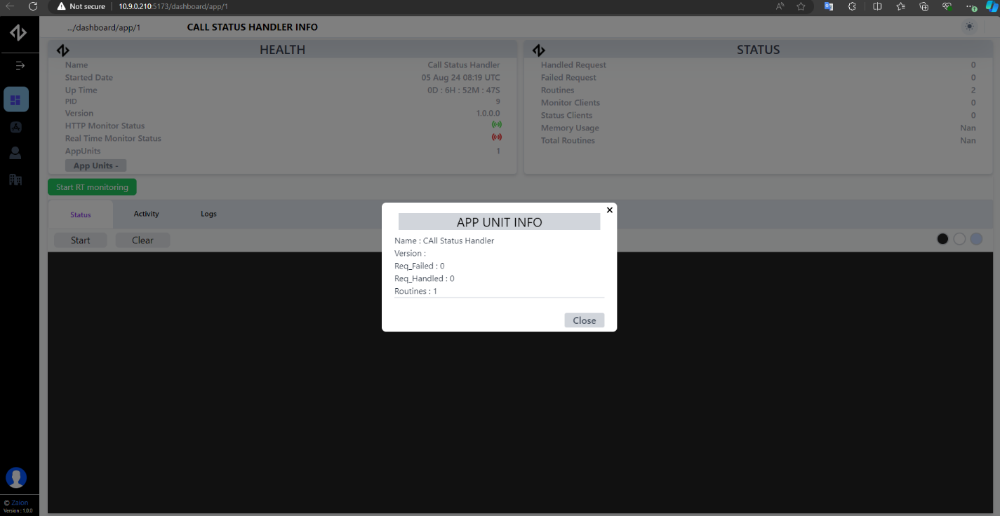 Not secure
10.9.0.210:5173/dashboard/app/1
.../dashboard/app/1
CALL STATUS HANDLER INFO
HEALTH
Name Call Status Handler
Started Date 05 Aug 24 08:19 UTC
Up Time 0D : 6H : 52M : 47S
PID 9
Version 1.0.0.0
HTTP Monitor Status
Real Time Monitor Status
AppUnits 1
App Units -
STATUS
Handled Request 0
Failed Request 0
Routines 2
Monitor Clients 0
Status Clients 0
Memory Usage Nan
Total Routines Nan
Start RT monitoring
Status Activity Logs
Start Clear
APP UNIT INFO
Name : CAll Status Handler
Version :
Req_Failed : 0
Req_Handled : 0
Routines : 1
Close
© Zaion
Version : 1.0.0